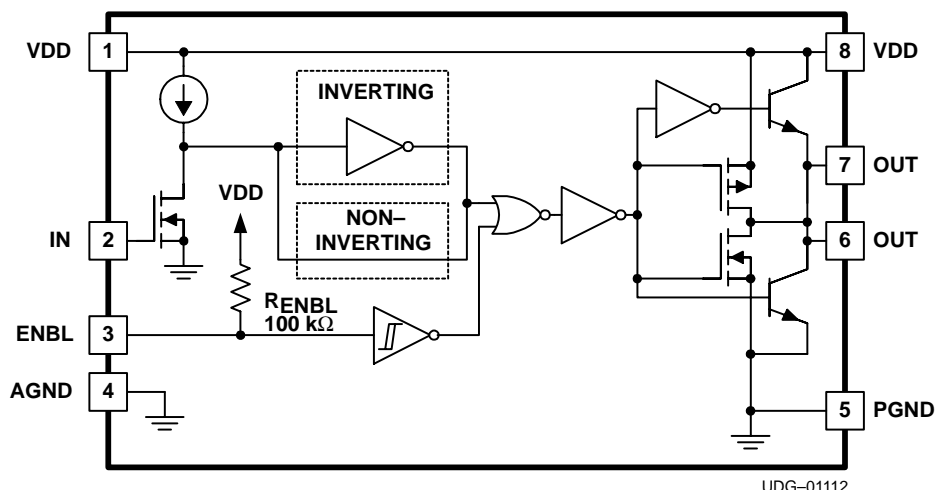 VDD 1
8 VDD
INVERTING
7 OUT
VDD
NON–
INVERTING
IN 2
6 OUT
RENBL
100 kΩ
ENBL 3
AGND 4
5 PGND
UDG–01112